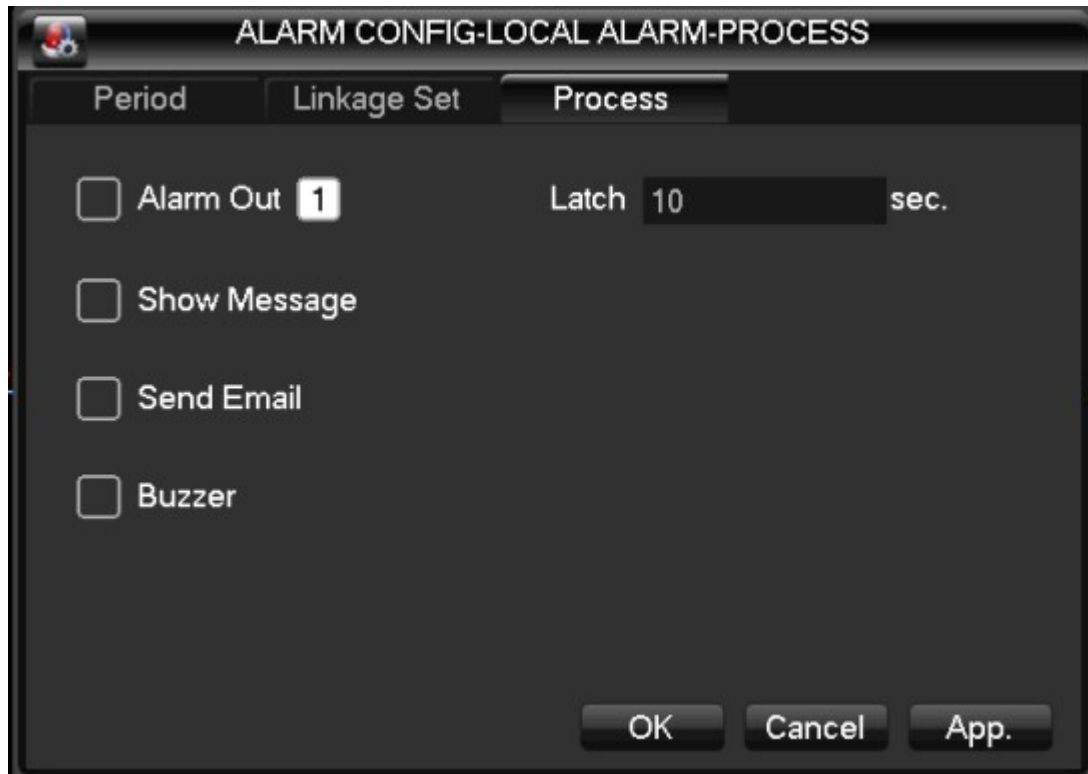 ALARM CONFIG-LOCAL ALARM-PROCESS
Period Linkage Set Process
Alarm Out 1 Latch 10 sec.
Show Message
Send Email
Buzzer
OK Cancel App.